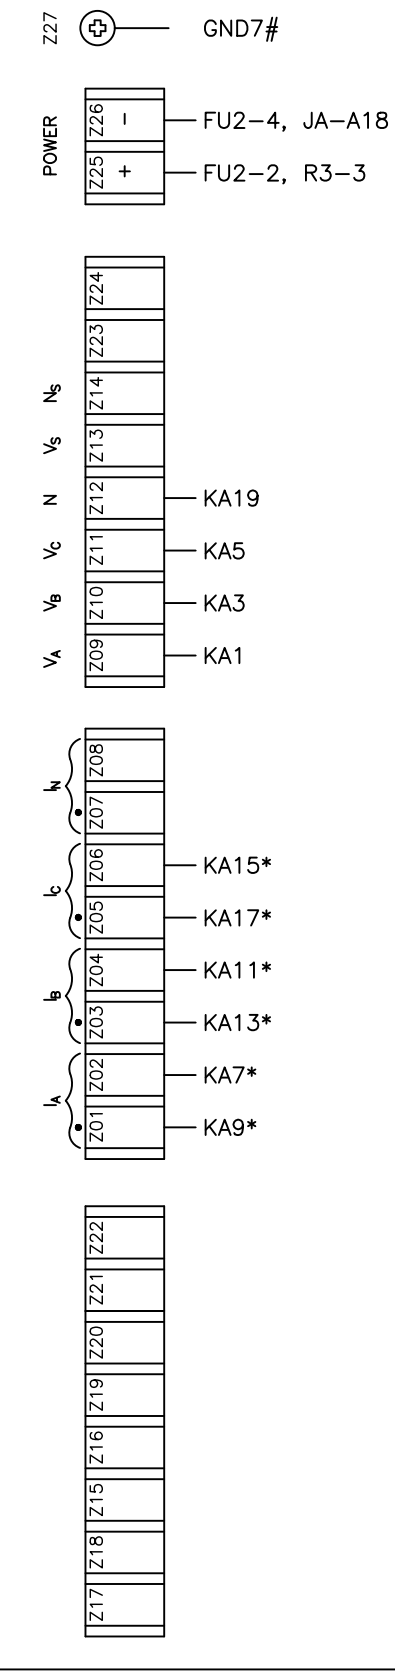 Z27 GND7#
POWER
Z26 - FU2-4, JA-A18
Z25 + FU2-2, R3-3
Z24
Z23
NS Z14
VS Z13
N Z12 KA19
VC Z11 KA5
VB Z10 KA3
VA Z09 KA1
IN
Z08
Z07
IC
Z06 KA15*
Z05 KA17*
IB
Z04 KA11*
Z03 KA13*
IA
Z02 KA7*
Z01 KA9*
Z22
Z21
Z20
Z19
Z16
Z15
Z18
Z17